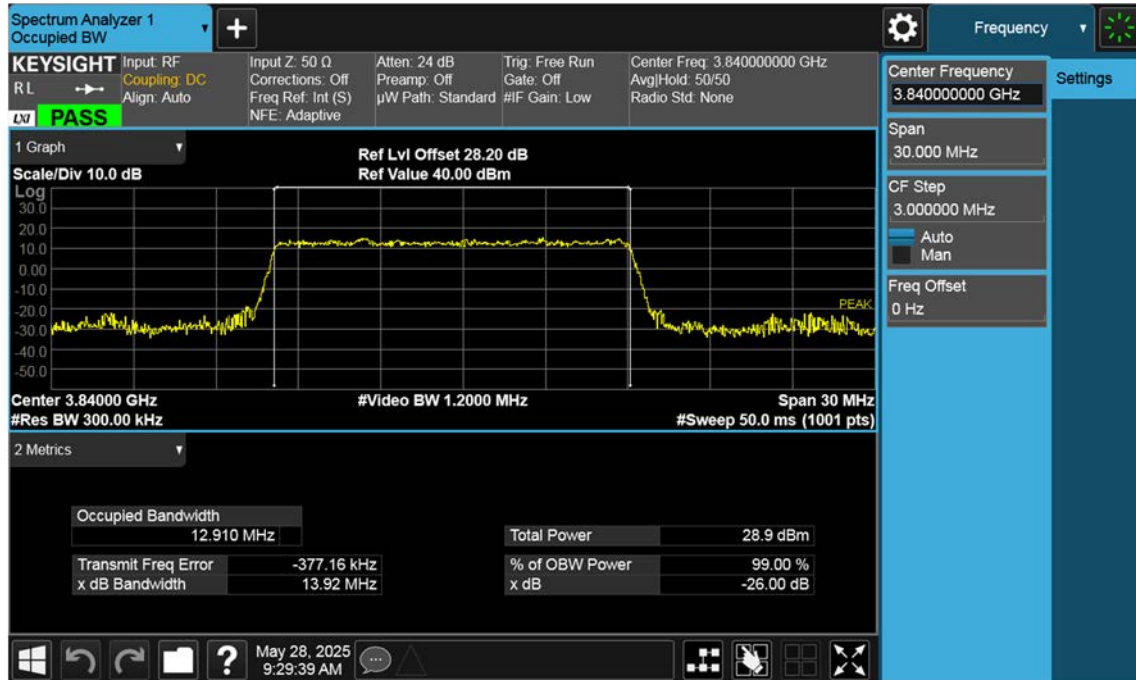 Spectrum Analyzer 1
Occupied BW
Frequency
KEYSIGHT
R L
LXI PASS
Input: RF
Coupling: DC
Align: Auto
Input Z: 50 Ω
Corrections: Off
Freq Ref: Int (S)
NFE: Adaptive
Atten: 24 dB
Preamp: Off
µW Path: Standard
Trig: Free Run
Gate: Off
#IF Gain: Low
Center Freq: 3.840000000 GHz
Avg|Hold: 50/50
Radio Std: None
Center Frequency
3.840000000 GHz
Settings
Span
30.000 MHz
CF Step
3.000000 MHz
Auto
Man
Freq Offset
0 Hz
1 Graph
Scale/Div 10.0 dB
Ref Lvl Offset 28.20 dB
Ref Value 40.00 dBm
Log
30.0
20.0
10.0
0.00
-10.0
-20.0
-30.0
-40.0
-50.0
PEAK
Center 3.84000 GHz
#Video BW 1.2000 MHz
Span 30 MHz
#Res BW 300.00 kHz
#Sweep 50.0 ms (1001 pts)
2 Metrics
Occupied Bandwidth
12.910 MHz
Total Power 28.9 dBm
Transmit Freq Error -377.16 kHz
% of OBW Power 99.00 %
x dB Bandwidth 13.92 MHz
x dB -26.00 dB
?
May 28, 2025
9:29:39 AM